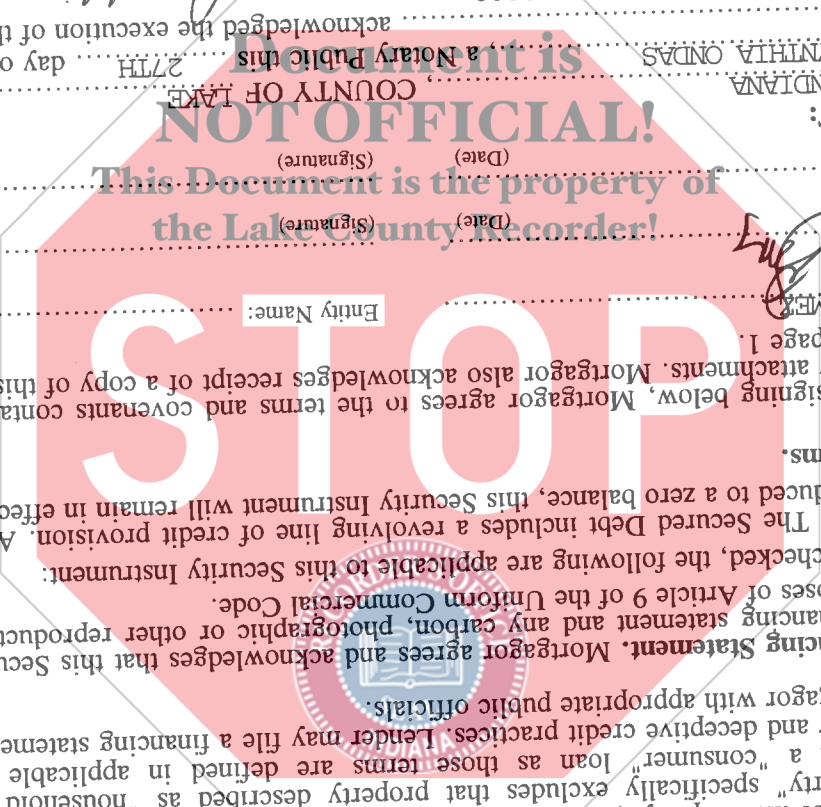 rty" specifically excludes that property described as "household
a "consumer" loan as those terms are defined in applicable
r and deceptive credit practices. Lender may file a financing stateme
gagor with appropriate public officials.
ncing Statement. Mortgagor agrees and acknowledges that this Secu
ancing statement and any carbon, photographic or other reproduct
oses of Article 9 of the Uniform Commercial Code.
checked, the following are applicable to this Security Instrument:
The Secured Debt includes a revolving line of credit provision. A
duced to a zero balance, this Security Instrument will remain in effec
ms.
signing below, Mortgagor agrees to the terms and covenants conta
attachments. Mortgagor also acknowledges receipt of a copy of this
page 1.
MEZ Entity Name:
(Date) (Signature)
(Date) (Signature)
:
NDIANA , COUNTY OF LAKE
NTHIA ONDAS , a Notary Public this 27TH day o
acknowledged the execution of th
Document is
NOT OFFICIAL!
This Document is the property of
the Lake County Recorder!
STOP